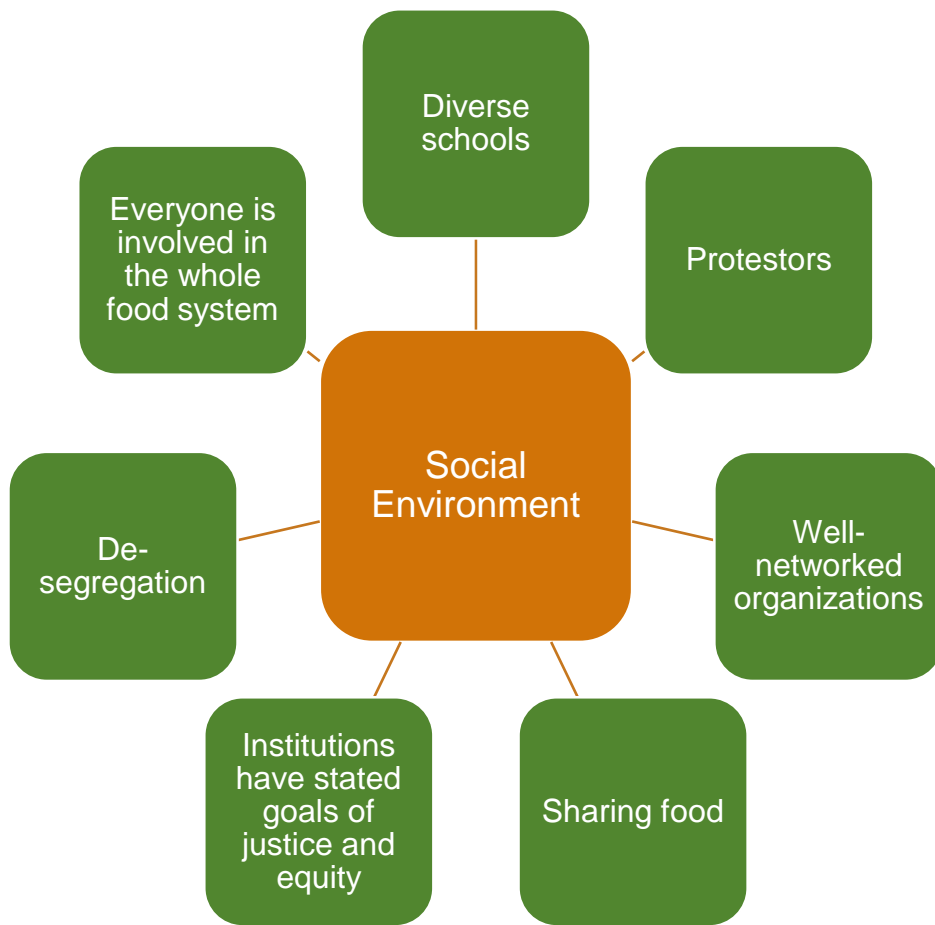 Diverse
schools
Everyone is
involved in
the whole
food system
Protestors
Social
Environment
De-
segregation
Well-
networked
organizations
Institutions
have stated
goals of
justice and
equity
Sharing food